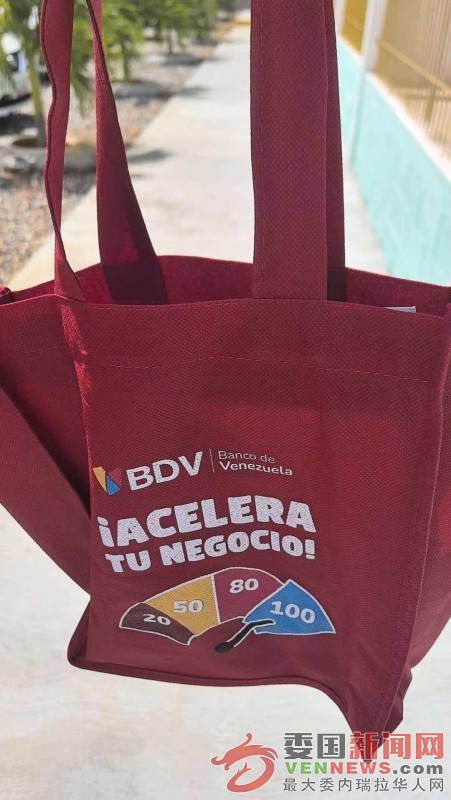 BDV
Banco de
Venezuela
¡ACELERA
TU NEGOCIO!
20
50
80
100
委国新闻网
VENNEWS.com
最大委内瑞拉华人网